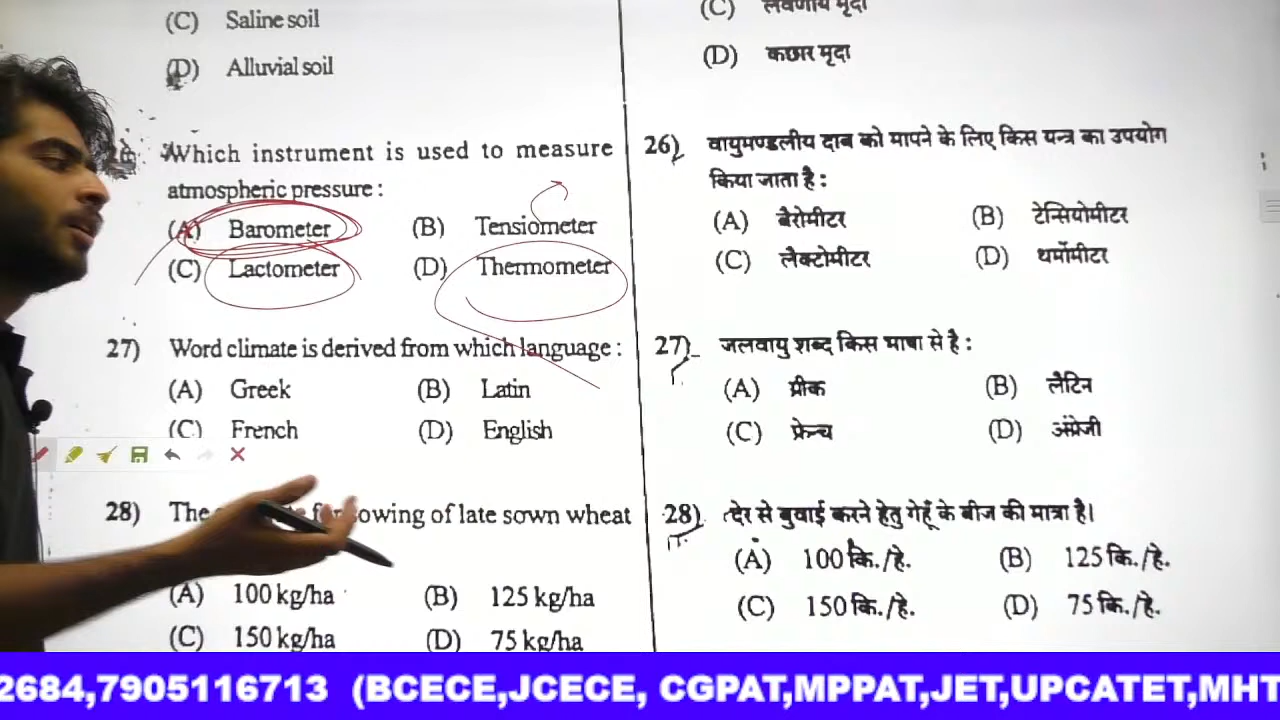 (C) Saline soil
(D) Alluvial soil
Which instrument is used to measure
atmospheric pressure :
(A) Barometer (B) Tensiometer
(C) Lactometer (D) Thermometer
27) Word climate is derived from which language :
(A) Greek (B) Latin
(C) French (D) English
28) The sowing of late sown wheat
(A) 100 kg/ha (B) 125 kg/ha
(C) 150 kg/ha (D) 75 kg/ha
(C) लवणीय मृदा
(D) कछार मृदा
26) वायुमण्डलीय दाब को मापने के लिए किस यन्त्र का उपयोग
किया जाता है :
(A) बैरोमीटर (B) टेन्सियोमीटर
(C) लैक्टोमीटर (D) थर्मोमीटर
27) जलवायु शब्द किस भाषा से है :
(A) ग्रीक (B) लैटिन
(C) फ्रेन्च (D) अंग्रेजी
28) देर से बुवाई करने हेतु गेहूँ के बीज की मात्रा है।
(A) 100 कि./हे. (B) 125 कि./हे.
(C) 150 कि./हे. (D) 75 कि./हे.
2684,7905116713 (BCECE,JCECE, CGPAT,MPPAT,JET,UPCATET,MHT